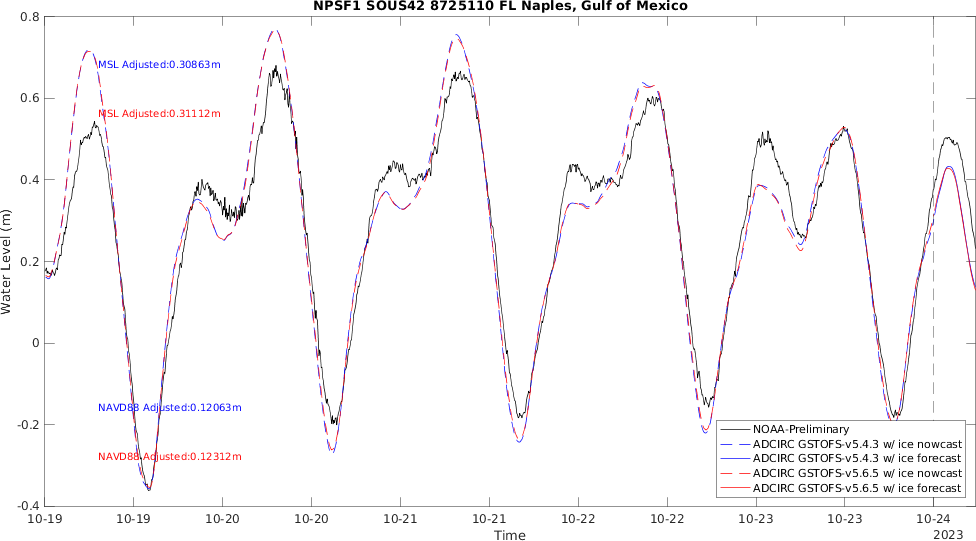 NPSF1 SOUS42 8725110 FL Naples, Gulf of Mexico
0.8
0.6
0.4
0.2
0
-0.2
-0.4
Water Level (m)
MSL Adjusted:0.30863m
MSL Adjusted:0.31112m
NAVD88 Adjusted:0.12063m
NAVD88 Adjusted:0.12312m
NOAA-Preliminary
ADCIRC GSTOFS-v5.4.3 w/ ice nowcast
ADCIRC GSTOFS-v5.4.3 w/ ice forecast
ADCIRC GSTOFS-v5.6.5 w/ ice nowcast
ADCIRC GSTOFS-v5.6.5 w/ ice forecast
10-19 10-19 10-20 10-20 10-21 10-21 10-22 10-22 10-23 10-23 10-24
Time
2023